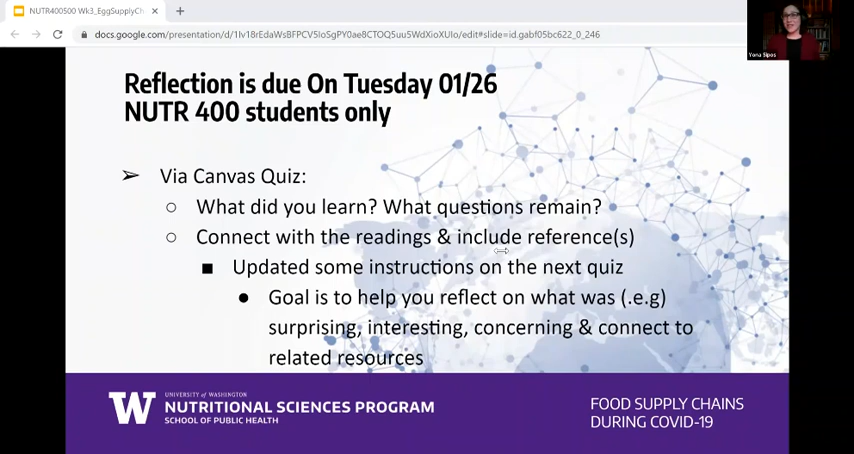 NUTR400500 Wk3_EggSupplyCh
docs.google.com/presentation/d/1lv18rEdaWsBFPCV5IoSgPY0ae8CTOQ5uu5WdXioXUIo/edit#slide=id.gabf05bc622_0_246
Yona Sipos
Reflection is due On Tuesday 01/26
NUTR 400 students only
➢ Via Canvas Quiz:
○ What did you learn? What questions remain?
○ Connect with the readings & include reference(s)
■ Updated some instructions on the next quiz
● Goal is to help you reflect on what was (.e.g)
surprising, interesting, concerning & connect to
related resources
W
UNIVERSITY of WASHINGTON
NUTRITIONAL SCIENCES PROGRAM
SCHOOL OF PUBLIC HEALTH
FOOD SUPPLY CHAINS
DURING COVID-19